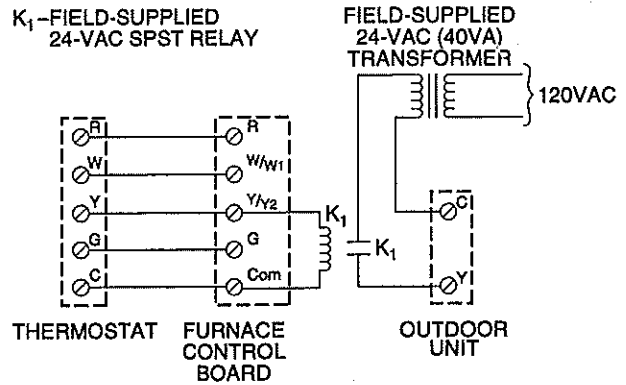 K1-FIELD-SUPPLIED
24-VAC SPST RELAY
FIELD-SUPPLIED
24-VAC (40VA)
TRANSFORMER
120VAC
R
W
Y
G
C
R
W/W1
Y/Y2
G
Com
K1
K1
C
Y
THERMOSTAT
FURNACE
CONTROL
BOARD
OUTDOOR
UNIT